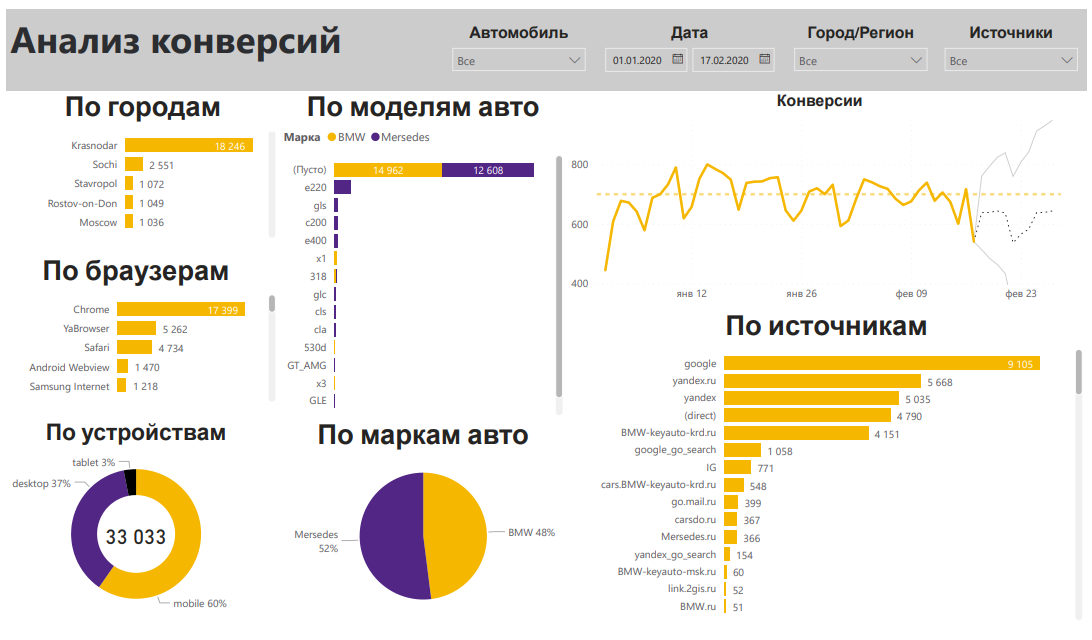 Анализ конверсий
Автомобиль
Все
Дата
01.01.2020
17.02.2020
Город/Регион
Все
Источники
Все
По городам
Krasnodar 18 246
Sochi 2 551
Stavropol 1 072
Rostov-on-Don 1 049
Moscow 1 036
По браузерам
Chrome 17 399
YaBrowser 5 262
Safari 4 734
Android Webview 1 470
Samsung Internet 1 218
По устройствам
tablet 3%
desktop 37%
33 033
mobile 60%
По моделям авто
Марка BMW Mersedes
(Пусто) 14 962 12 608
e220
gls
c200
e400
x1
318
glc
cls
cla
530d
GT_AMG
x3
GLE
По маркам авто
Mersedes
52%
BMW 48%
Конверсии
800
600
400
янв 12 янв 26 фев 09 фев 23
По источникам
google 9 105
yandex.ru 5 668
yandex 5 035
(direct) 4 790
BMW-keyauto-krd.ru 4 151
google_go_search 1 058
IG 771
cars.BMW-keyauto-krd.ru 548
go.mail.ru 399
carsdo.ru 367
Mersedes.ru 366
yandex_go_search 154
BMW-keyauto-msk.ru 60
link.2gis.ru 52
BMW.ru 51